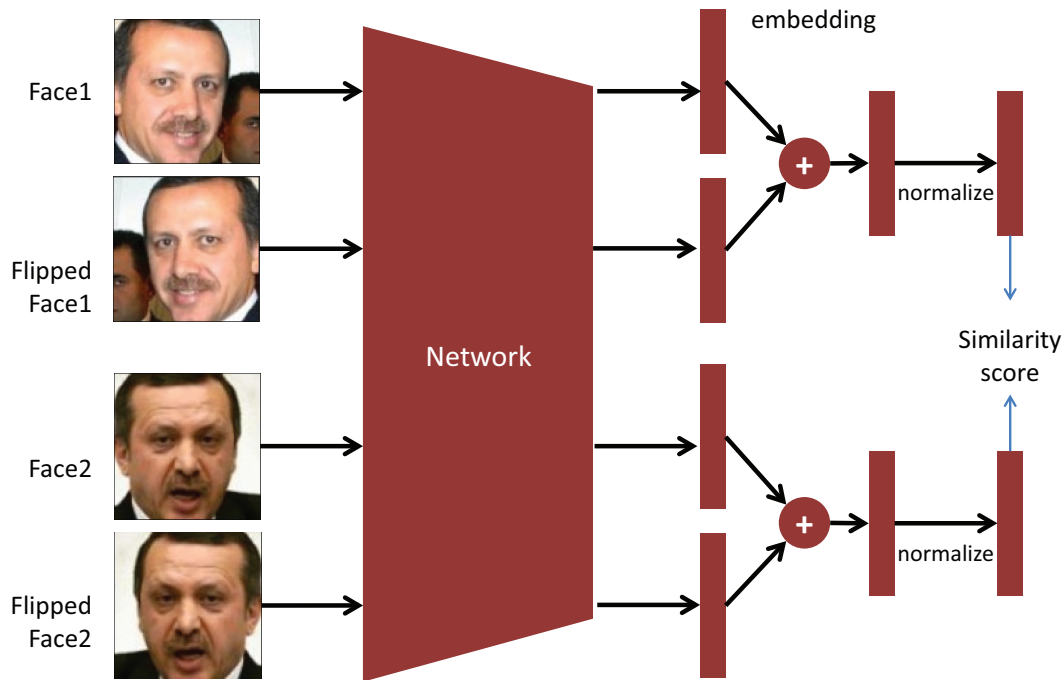 embedding
Face1
+
normalize
Flipped
Face1
Network
Similarity
score
Face2
+
normalize
Flipped
Face2